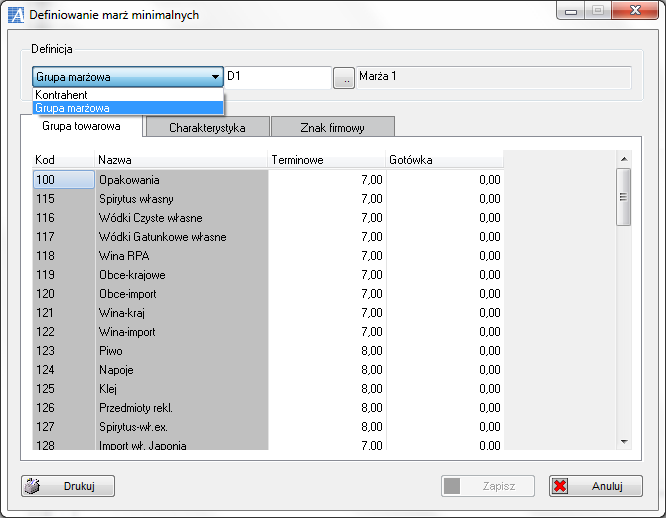 Definiowanie marż minimalnych
Definicja
Grupa marżowa D1 .. Marża 1
Kontrahent
Grupa marżowa
Grupa towarowa Charakterystyka Znak firmowy
Kod Nazwa Terminowe Gotówka
100 Opakowania 7,00 0,00
115 Spirytus własny 7,00 0,00
116 Wódki Czyste własne 7,00 0,00
117 Wódki Gatunkowe własne 7,00 0,00
118 Wina RPA 7,00 0,00
119 Obce-krajowe 7,00 0,00
120 Obce-import 7,00 0,00
121 Wina-kraj 7,00 0,00
122 Wina-import 7,00 0,00
123 Piwo 8,00 0,00
124 Napoje 8,00 0,00
125 Klej 8,00 0,00
126 Przedmioty rekl. 8,00 0,00
127 Spirytus-wł.ex. 8,00 0,00
128 Import wł. Japonia 7,00 0,00
Drukuj Zapisz Anuluj